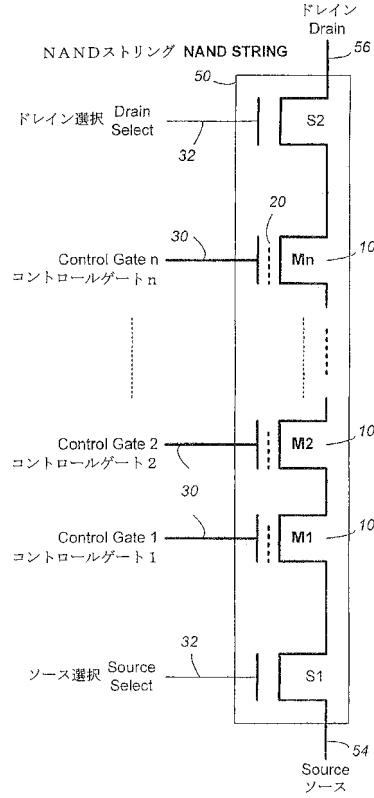 ドレイン
Drain
56
NANDストリング NAND STRING
50
ドレイン選択 Drain Select
32
S2
20
30
Control Gate n
コントロールゲートn
Mn
10
Control Gate 2
コントロールゲート2
M2
10
30
Control Gate 1
コントロールゲート1
M1
10
32
ソース選択 Source Select
S1
54
Source
ソース